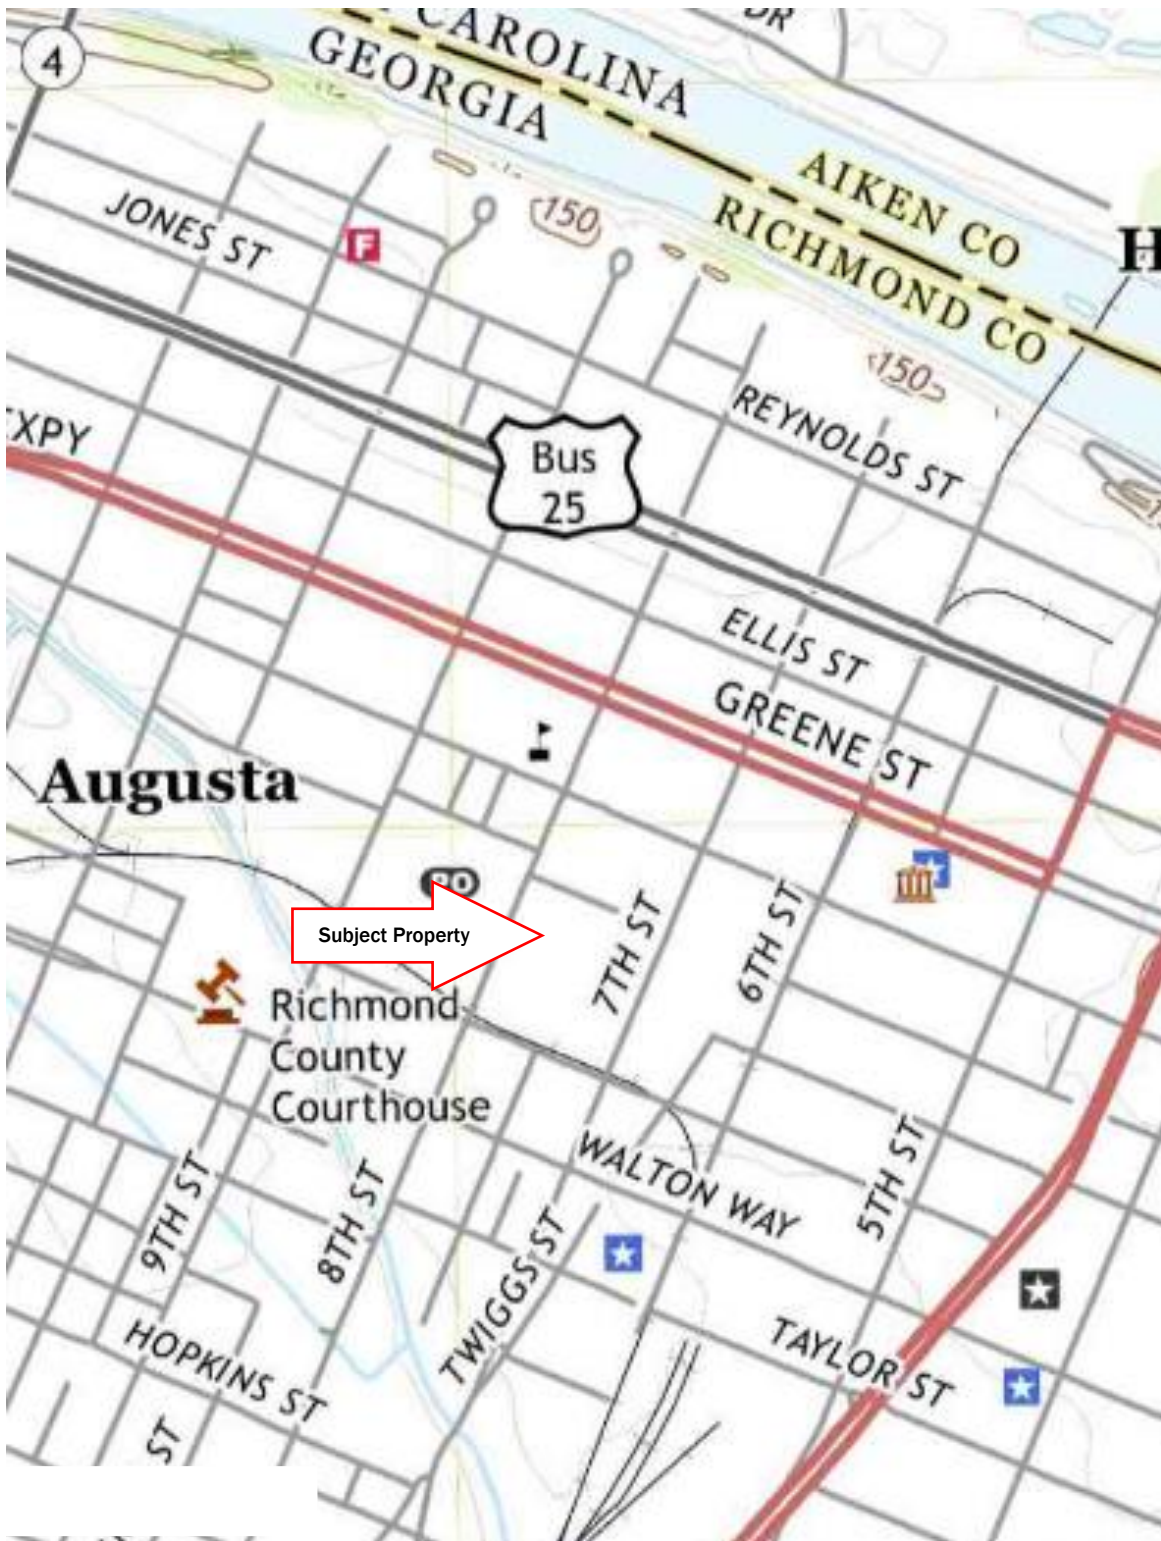 CAROLINA
DR
GEORGIA
4
AIKEN CO
RICHMOND CO
150
JONES ST
F
H
150
REYNOLDS ST
EXPY
Bus
25
ELLIS ST
GREENE ST
Augusta
Subject Property
7TH ST
6TH ST
Richmond
County
Courthouse
WALTON WAY
5TH ST
9TH ST
8TH ST
TWIGGS ST
TAYLOR ST
HOPKINS ST
ST